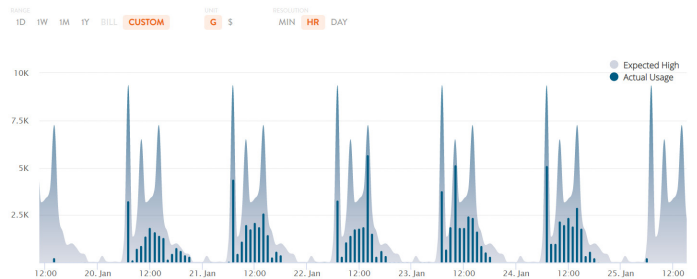 RANGE
UNIT
RESOLUTION
1D 1W 1M 1Y BILL CUSTOM
G $
MIN HR DAY
Expected High
Actual Usage
10K
7.5K
5K
2.5K
12:00 20. Jan 12:00 21. Jan 12:00 22. Jan 12:00 23. Jan 12:00 24. Jan 12:00 25. Jan 12:00